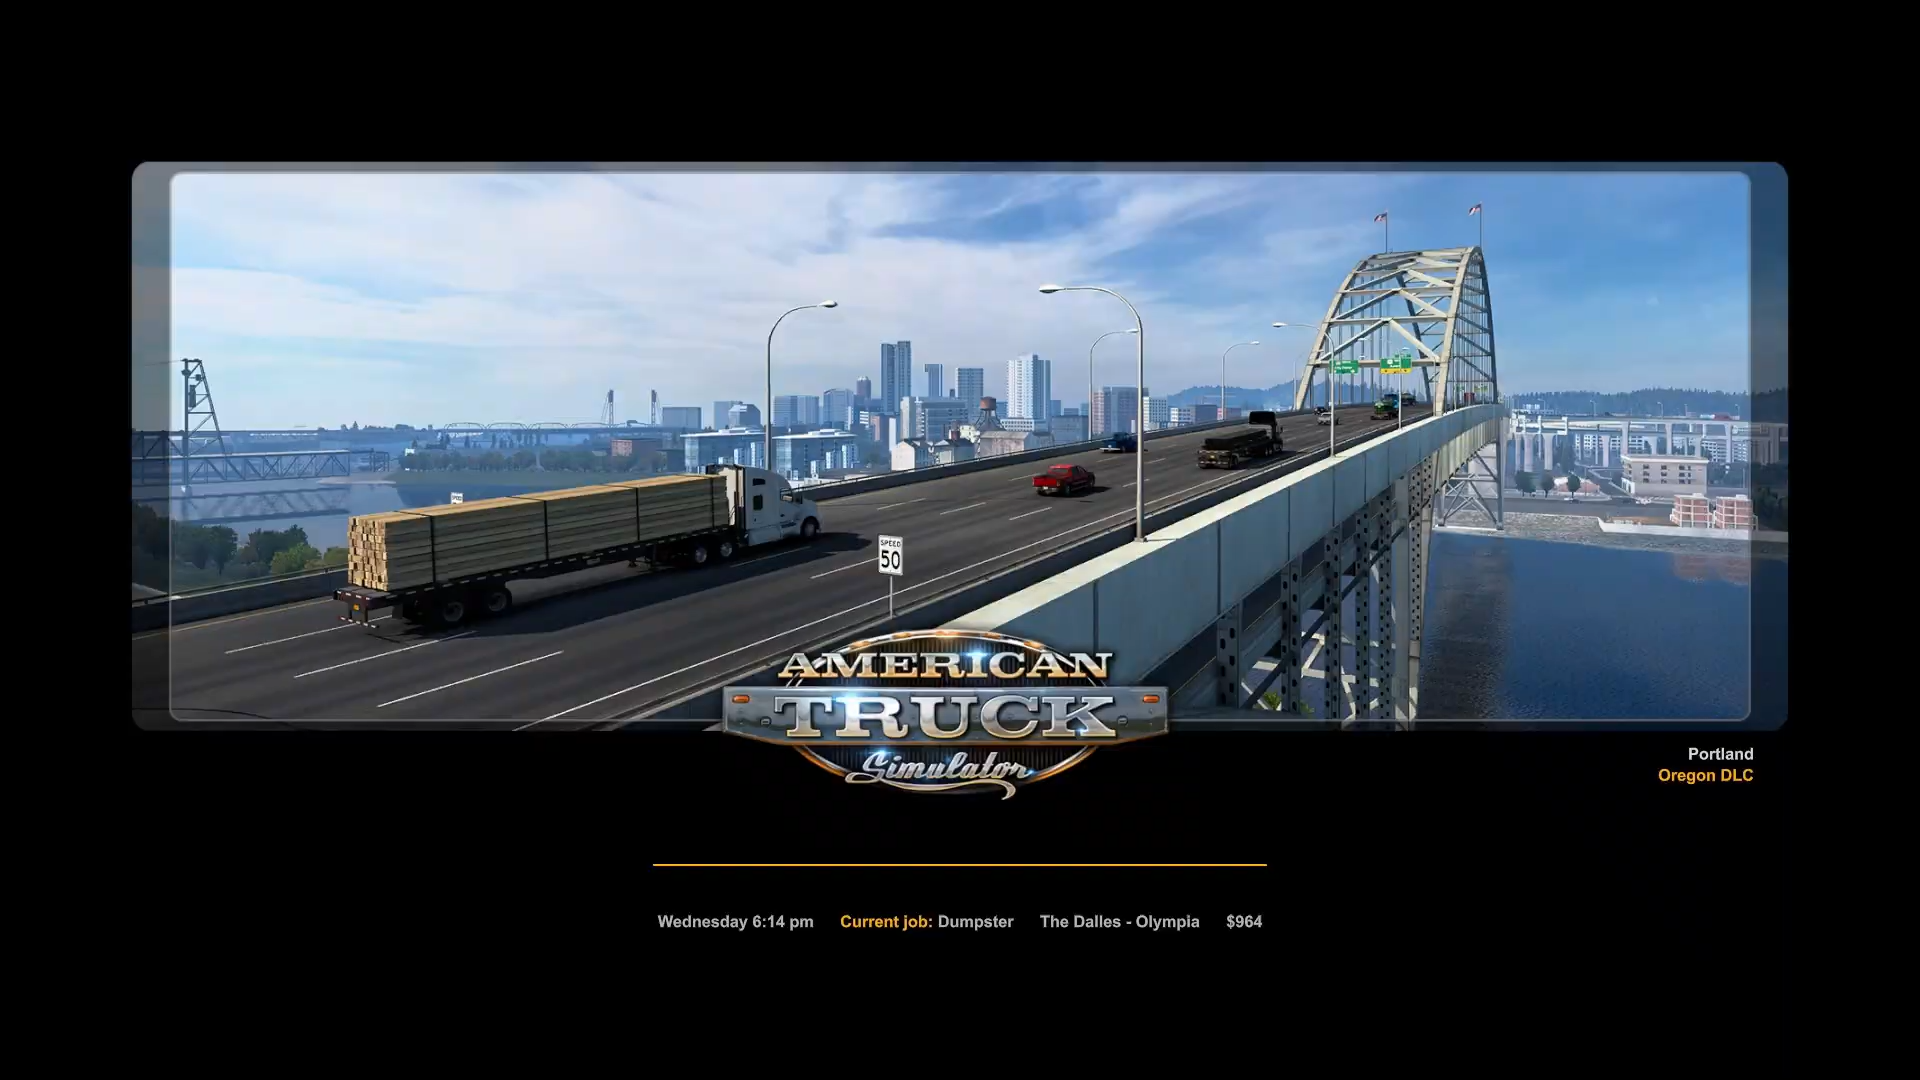 SPEED
50
AMERICAN
TRUCK
Simulator
Portland
Oregon DLC
Wednesday 6:14 pm Current job: Dumpster The Dalles - Olympia $964